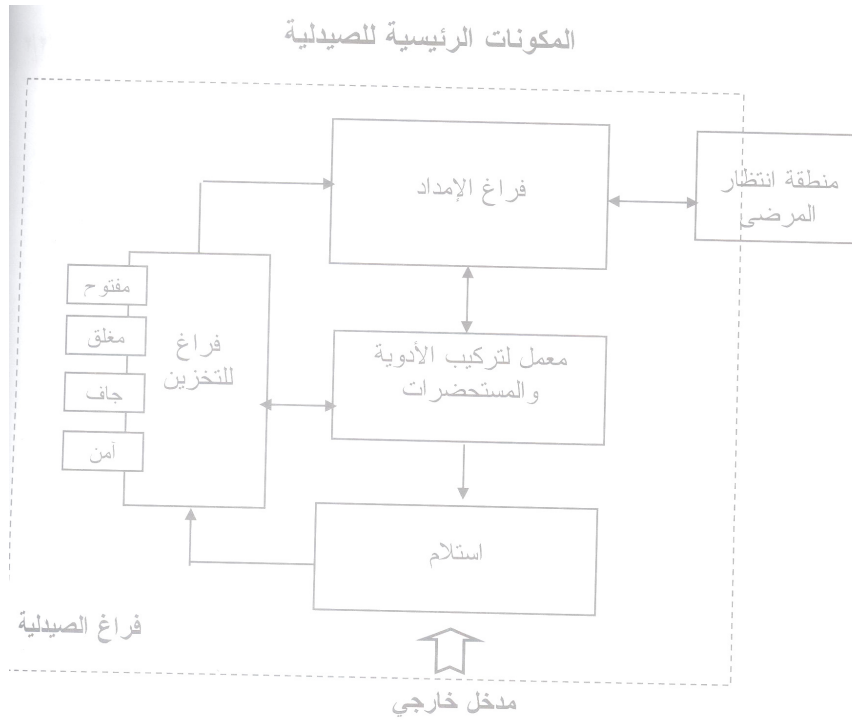 المكونات الرئيسية للصيدلية
فراغ الإمداد
منطقة انتظار
المرضى
مفتوح
مغلق
جاف
آمن
فراغ
للتخزين
معمل لتركيب الأدوية
والمستحضرات
استلام
فراغ الصيدلية
مدخل خارجي